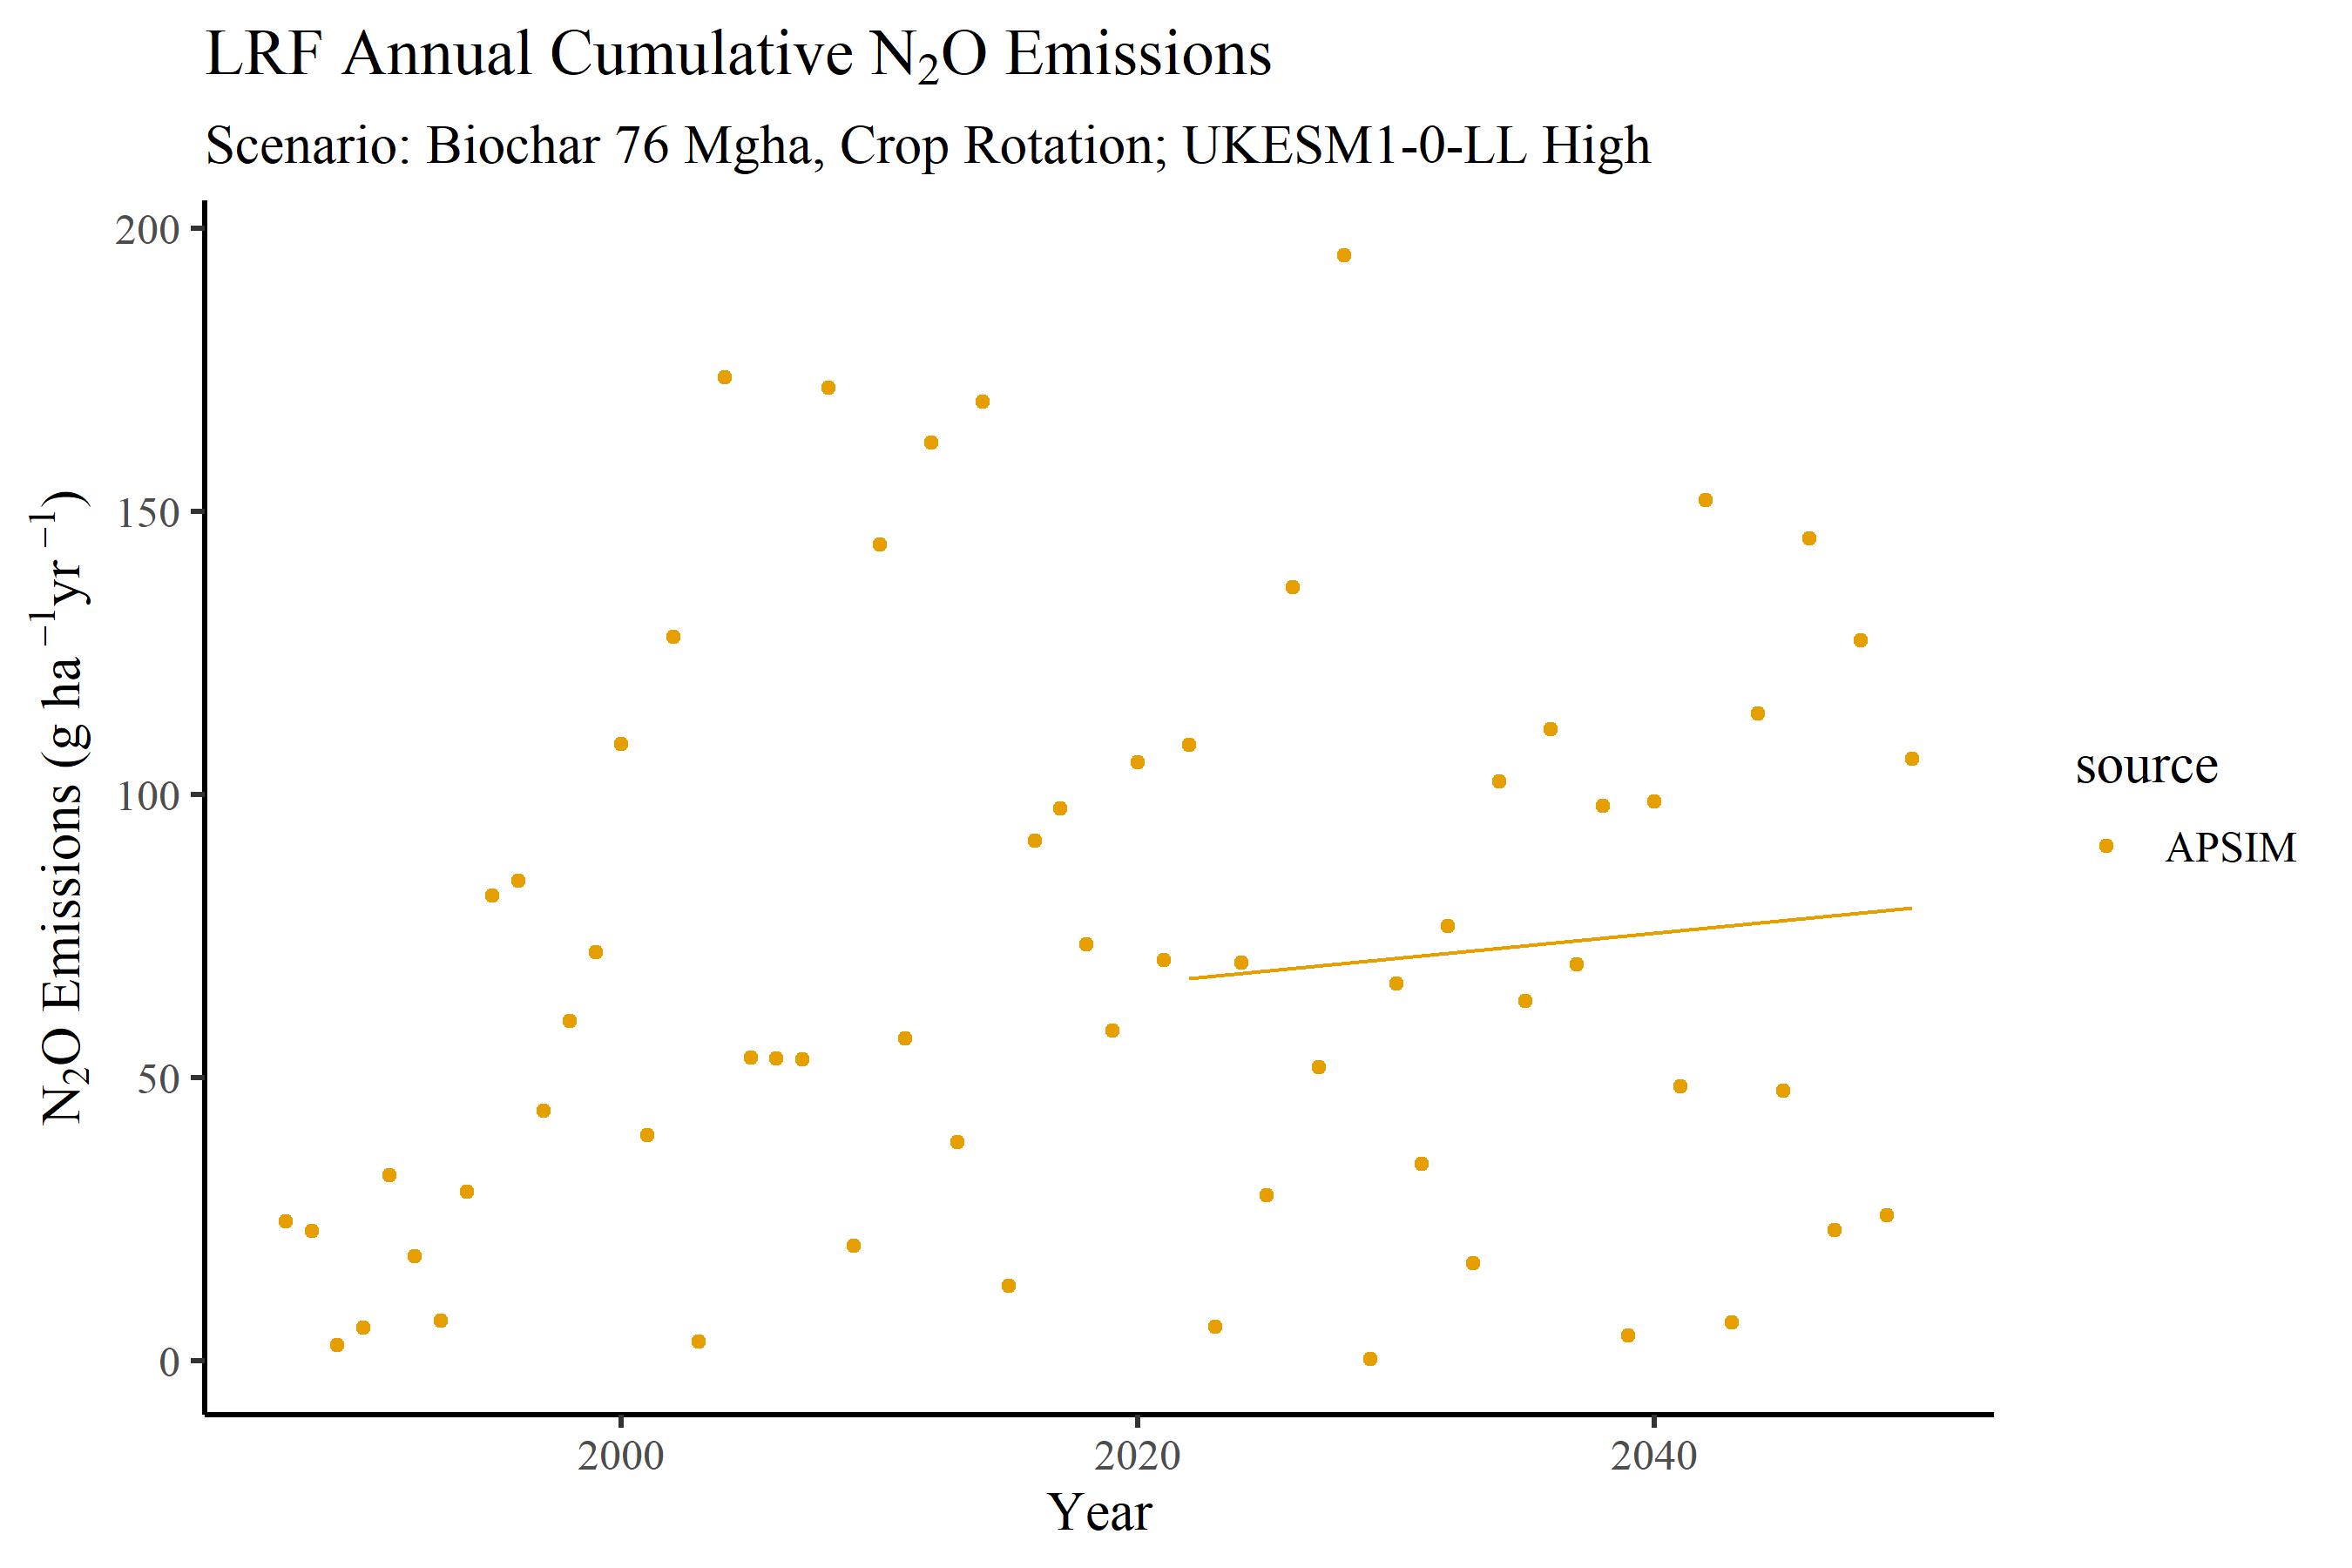 LRF Annual Cumulative N₂O Emissions
Scenario: Biochar 76 Mgha, Crop Rotation; UKESM1-0-LL High
200
150
100
50
0
N₂O Emissions (g ha ⁻¹yr ⁻¹)
2000
2020
2040
Year
source
APSIM